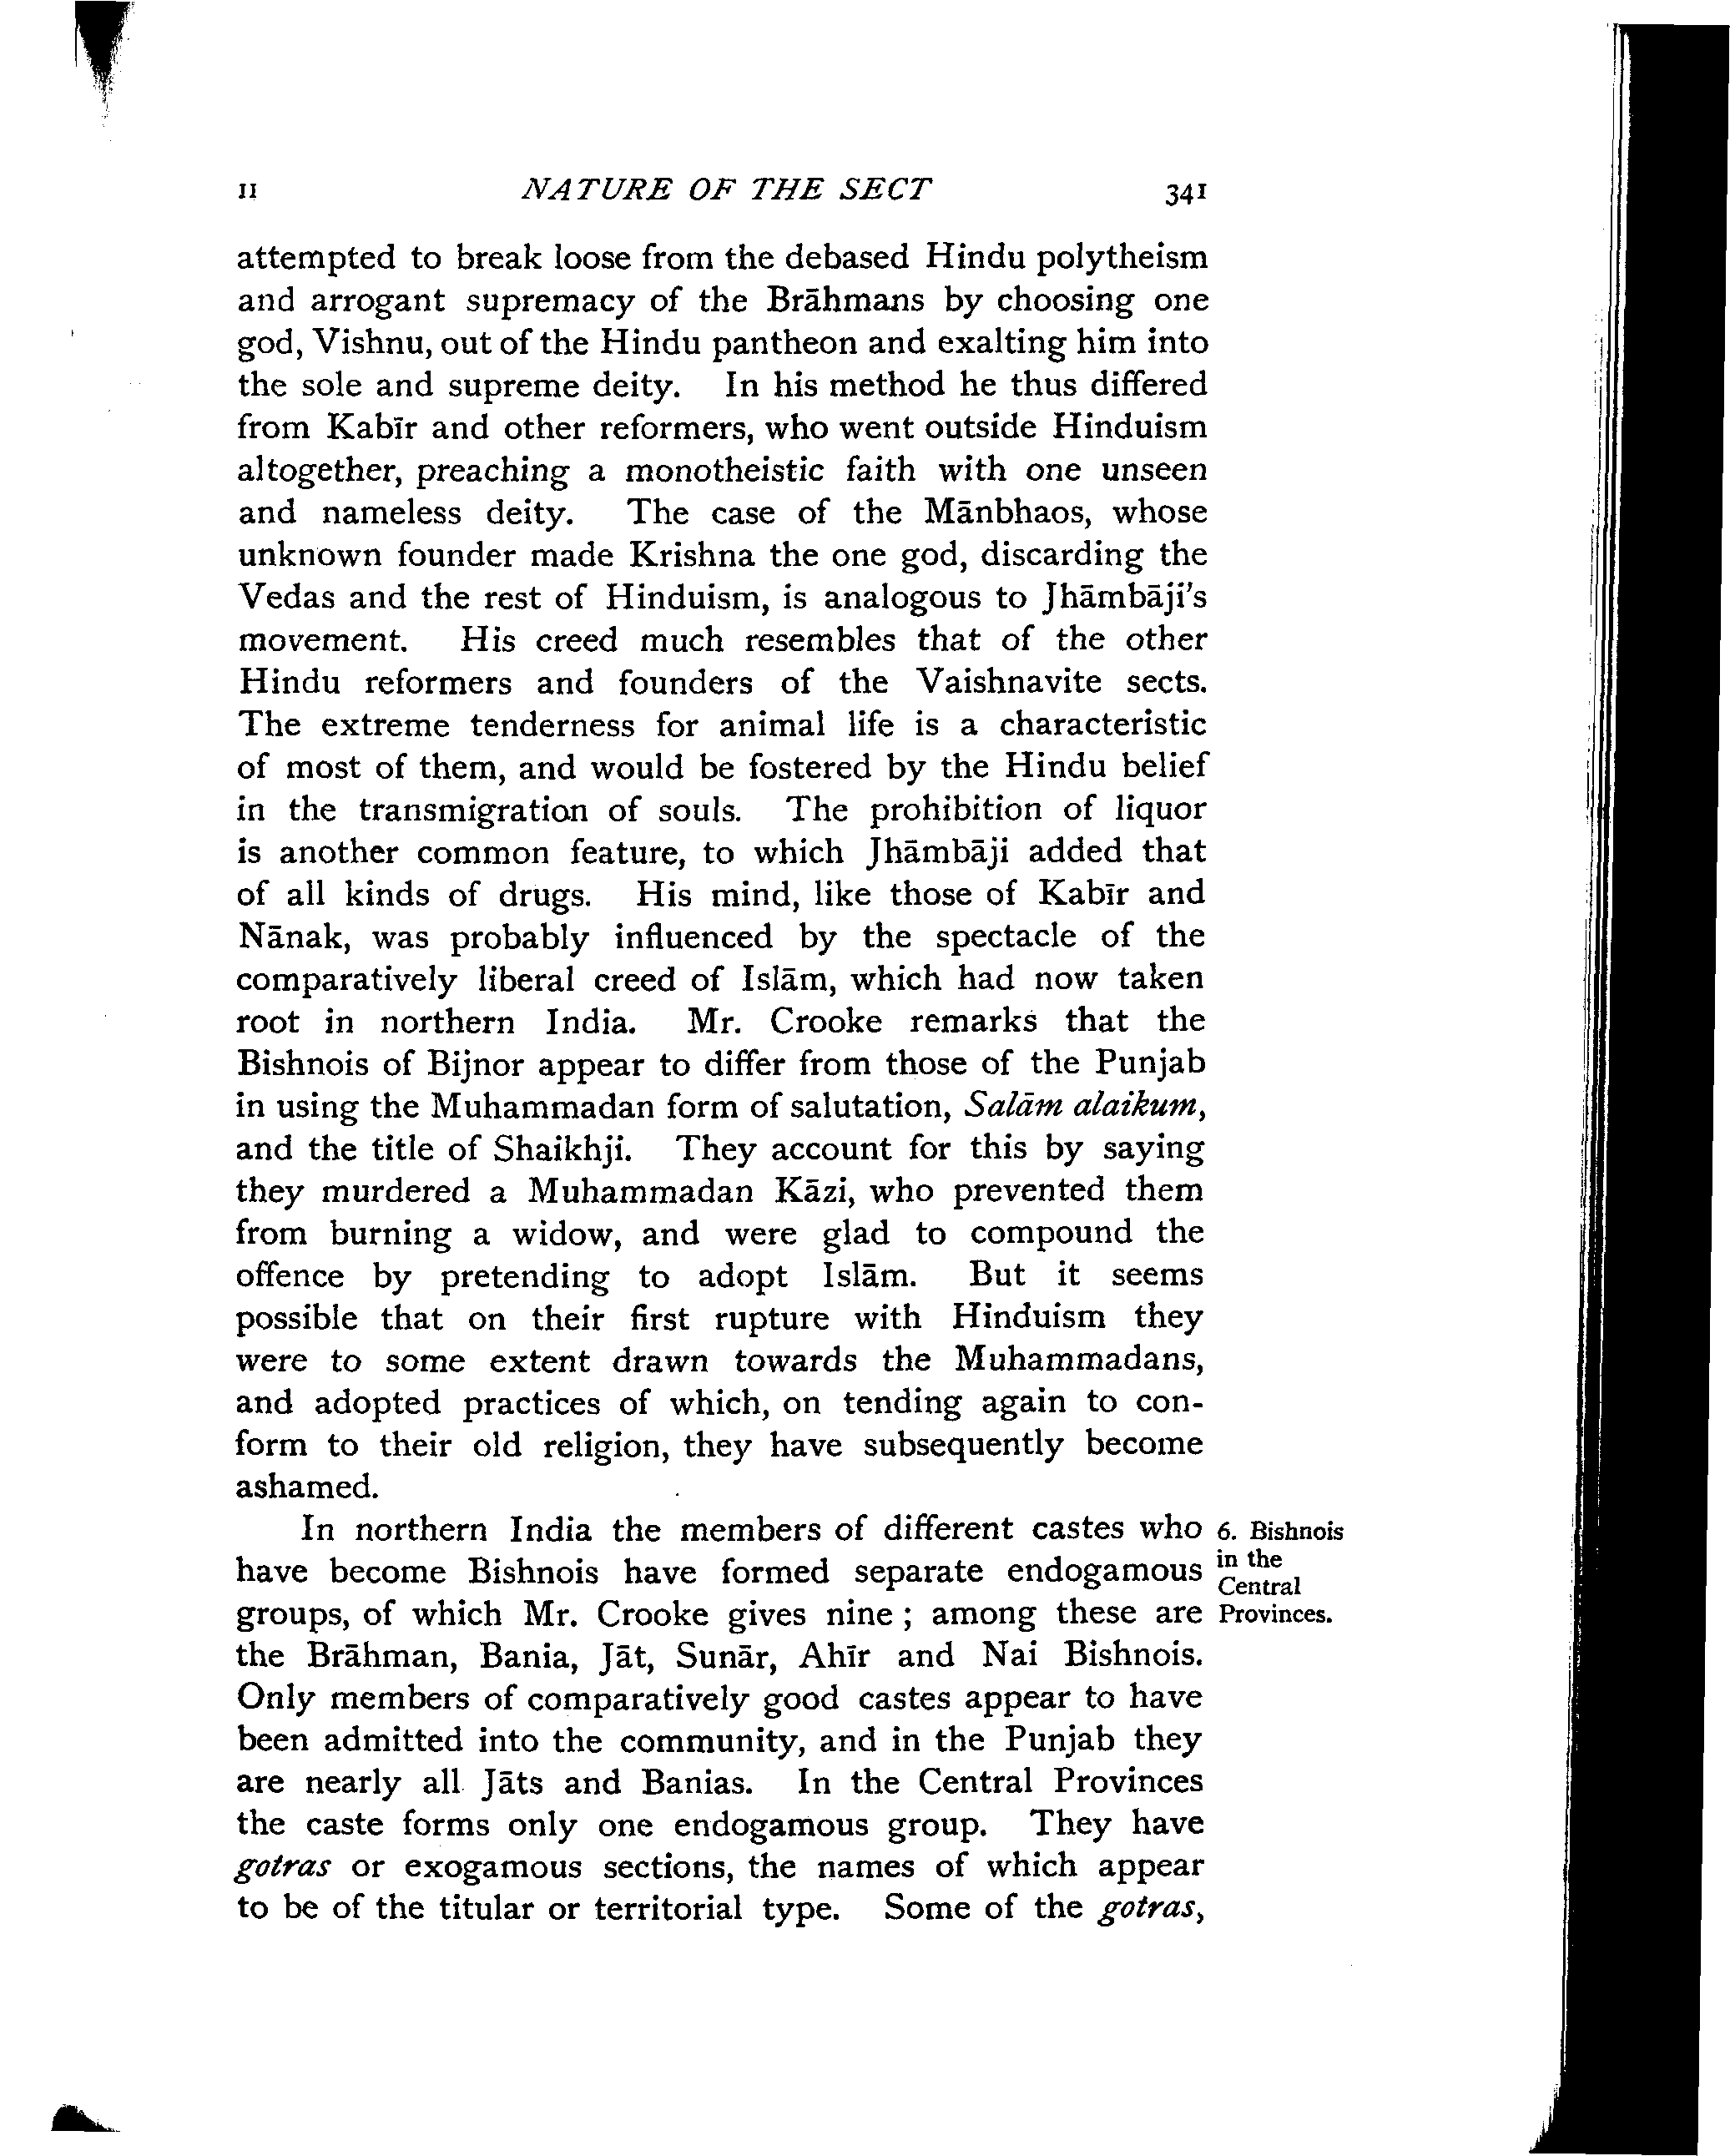 II NATURE OF THE SECT 341
attempted to break loose from the debased Hindu polytheism
and arrogant supremacy of the Brāhmans by choosing one
god, Vishnu, out of the Hindu pantheon and exalting him into
the sole and supreme deity. In his method he thus differed
from Kabīr and other reformers, who went outside Hinduism
altogether, preaching a monotheistic faith with one unseen
and nameless deity. The case of the Mānbhaos, whose
unknown founder made Krishna the one god, discarding the
Vedas and the rest of Hinduism, is analogous to Jhāmbāji's
movement. His creed much resembles that of the other
Hindu reformers and founders of the Vaishnavite sects.
The extreme tenderness for animal life is a characteristic
of most of them, and would be fostered by the Hindu belief
in the transmigration of souls. The prohibition of liquor
is another common feature, to which Jhāmbāji added that
of all kinds of drugs. His mind, like those of Kabīr and
Nānak, was probably influenced by the spectacle of the
comparatively liberal creed of Islām, which had now taken
root in northern India. Mr. Crooke remarks that the
Bishnois of Bijnor appear to differ from those of the Punjab
in using the Muhammadan form of salutation, Salām alaikum,
and the title of Shaikhji. They account for this by saying
they murdered a Muhammadan Kāzi, who prevented them
from burning a widow, and were glad to compound the
offence by pretending to adopt Islām. But it seems
possible that on their first rupture with Hinduism they
were to some extent drawn towards the Muhammadans,
and adopted practices of which, on tending again to con-
form to their old religion, they have subsequently become
ashamed.
In northern India the members of different castes who
have become Bishnois have formed separate endogamous
groups, of which Mr. Crooke gives nine ; among these are
the Brāhman, Bania, Jāt, Sunār, Ahīr and Nai Bishnois.
Only members of comparatively good castes appear to have
been admitted into the community, and in the Punjab they
are nearly all Jāts and Banias. In the Central Provinces
the caste forms only one endogamous group. They have
gotras or exogamous sections, the names of which appear
to be of the titular or territorial type. Some of the gotras,
6. Bishnois
in the
Central
Provinces.